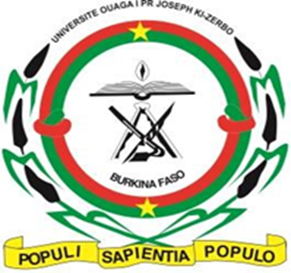 UNIVERSITE OUAGA I PR JOSEPH KI-ZERBO
BURKINA FASO
POPULI SAPIENTIA POPULO